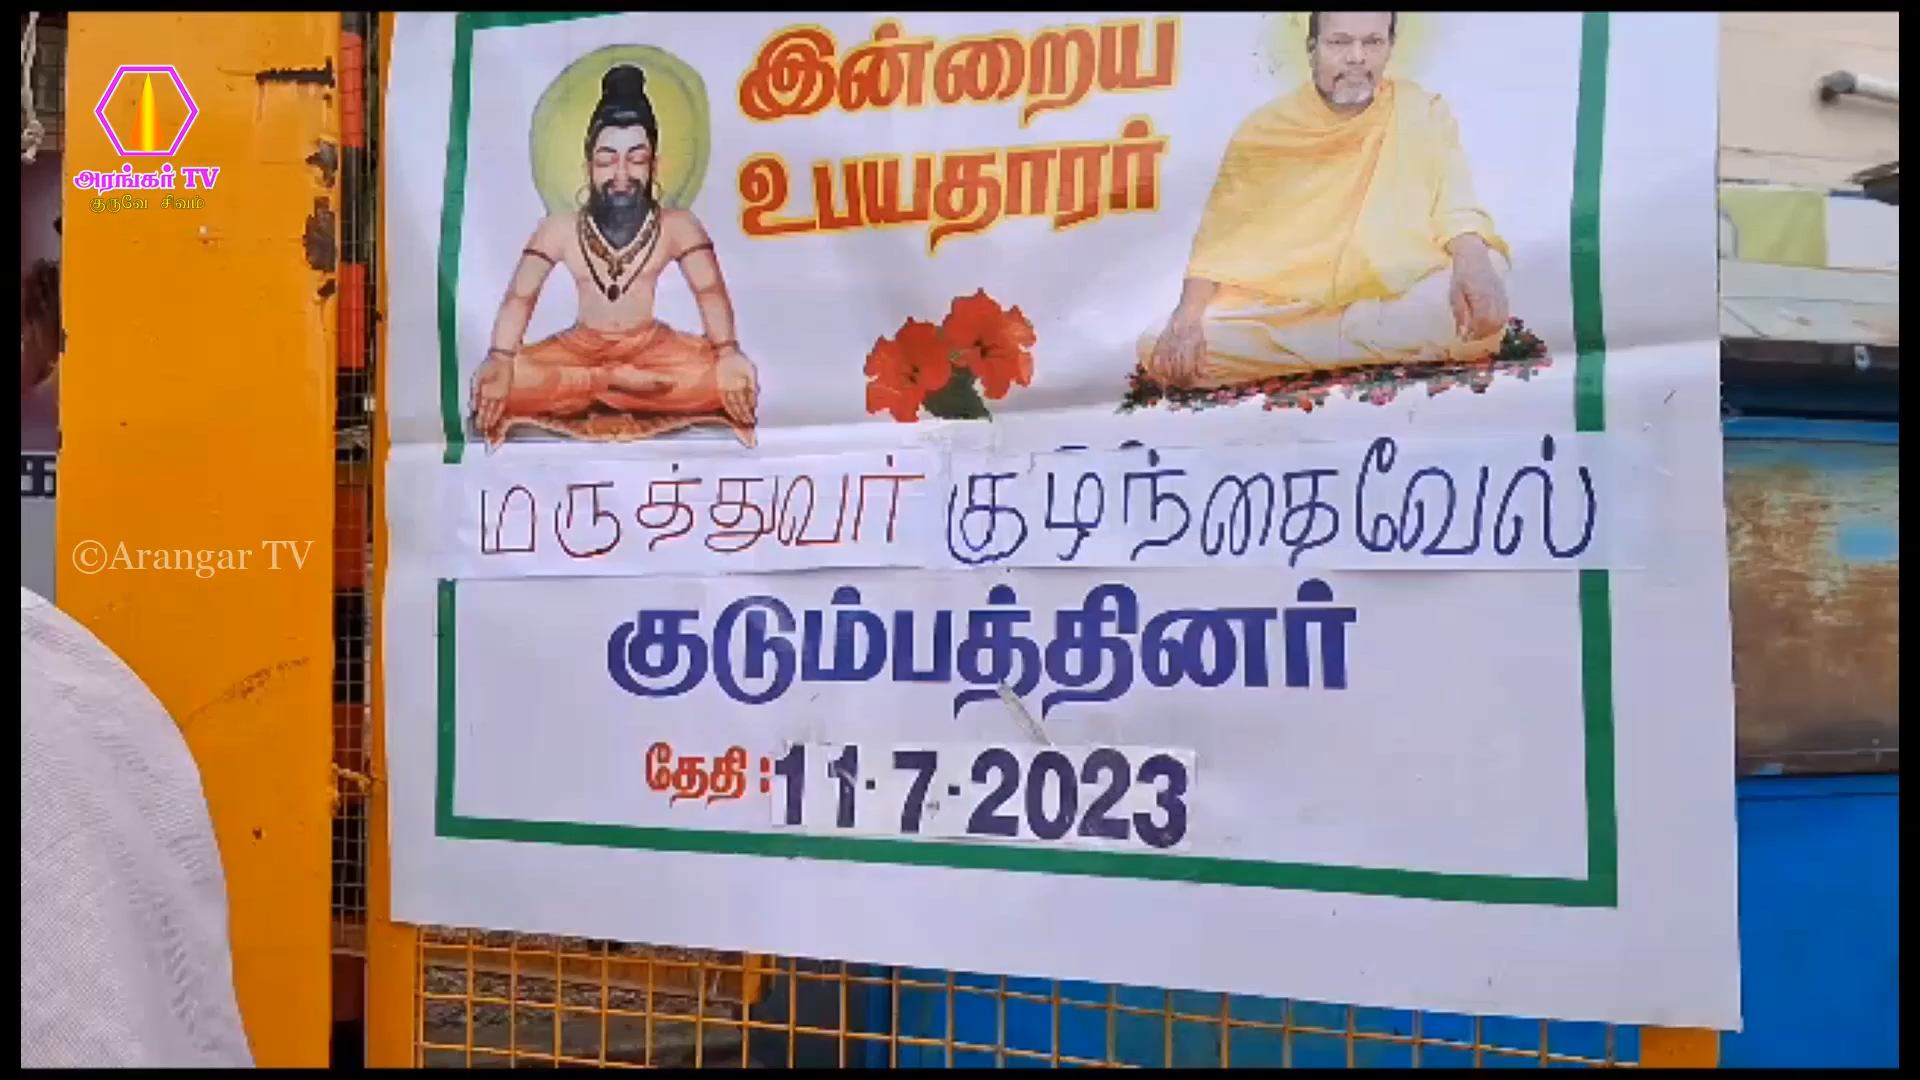 அரங்கர் TV
குருவே சிவம்
இன்றைய
உபயதாரர்
மருத்துவர் குழந்தைவேல்
©Arangar TV
குடும்பத்தினர்
தேதி : 11-7-2023